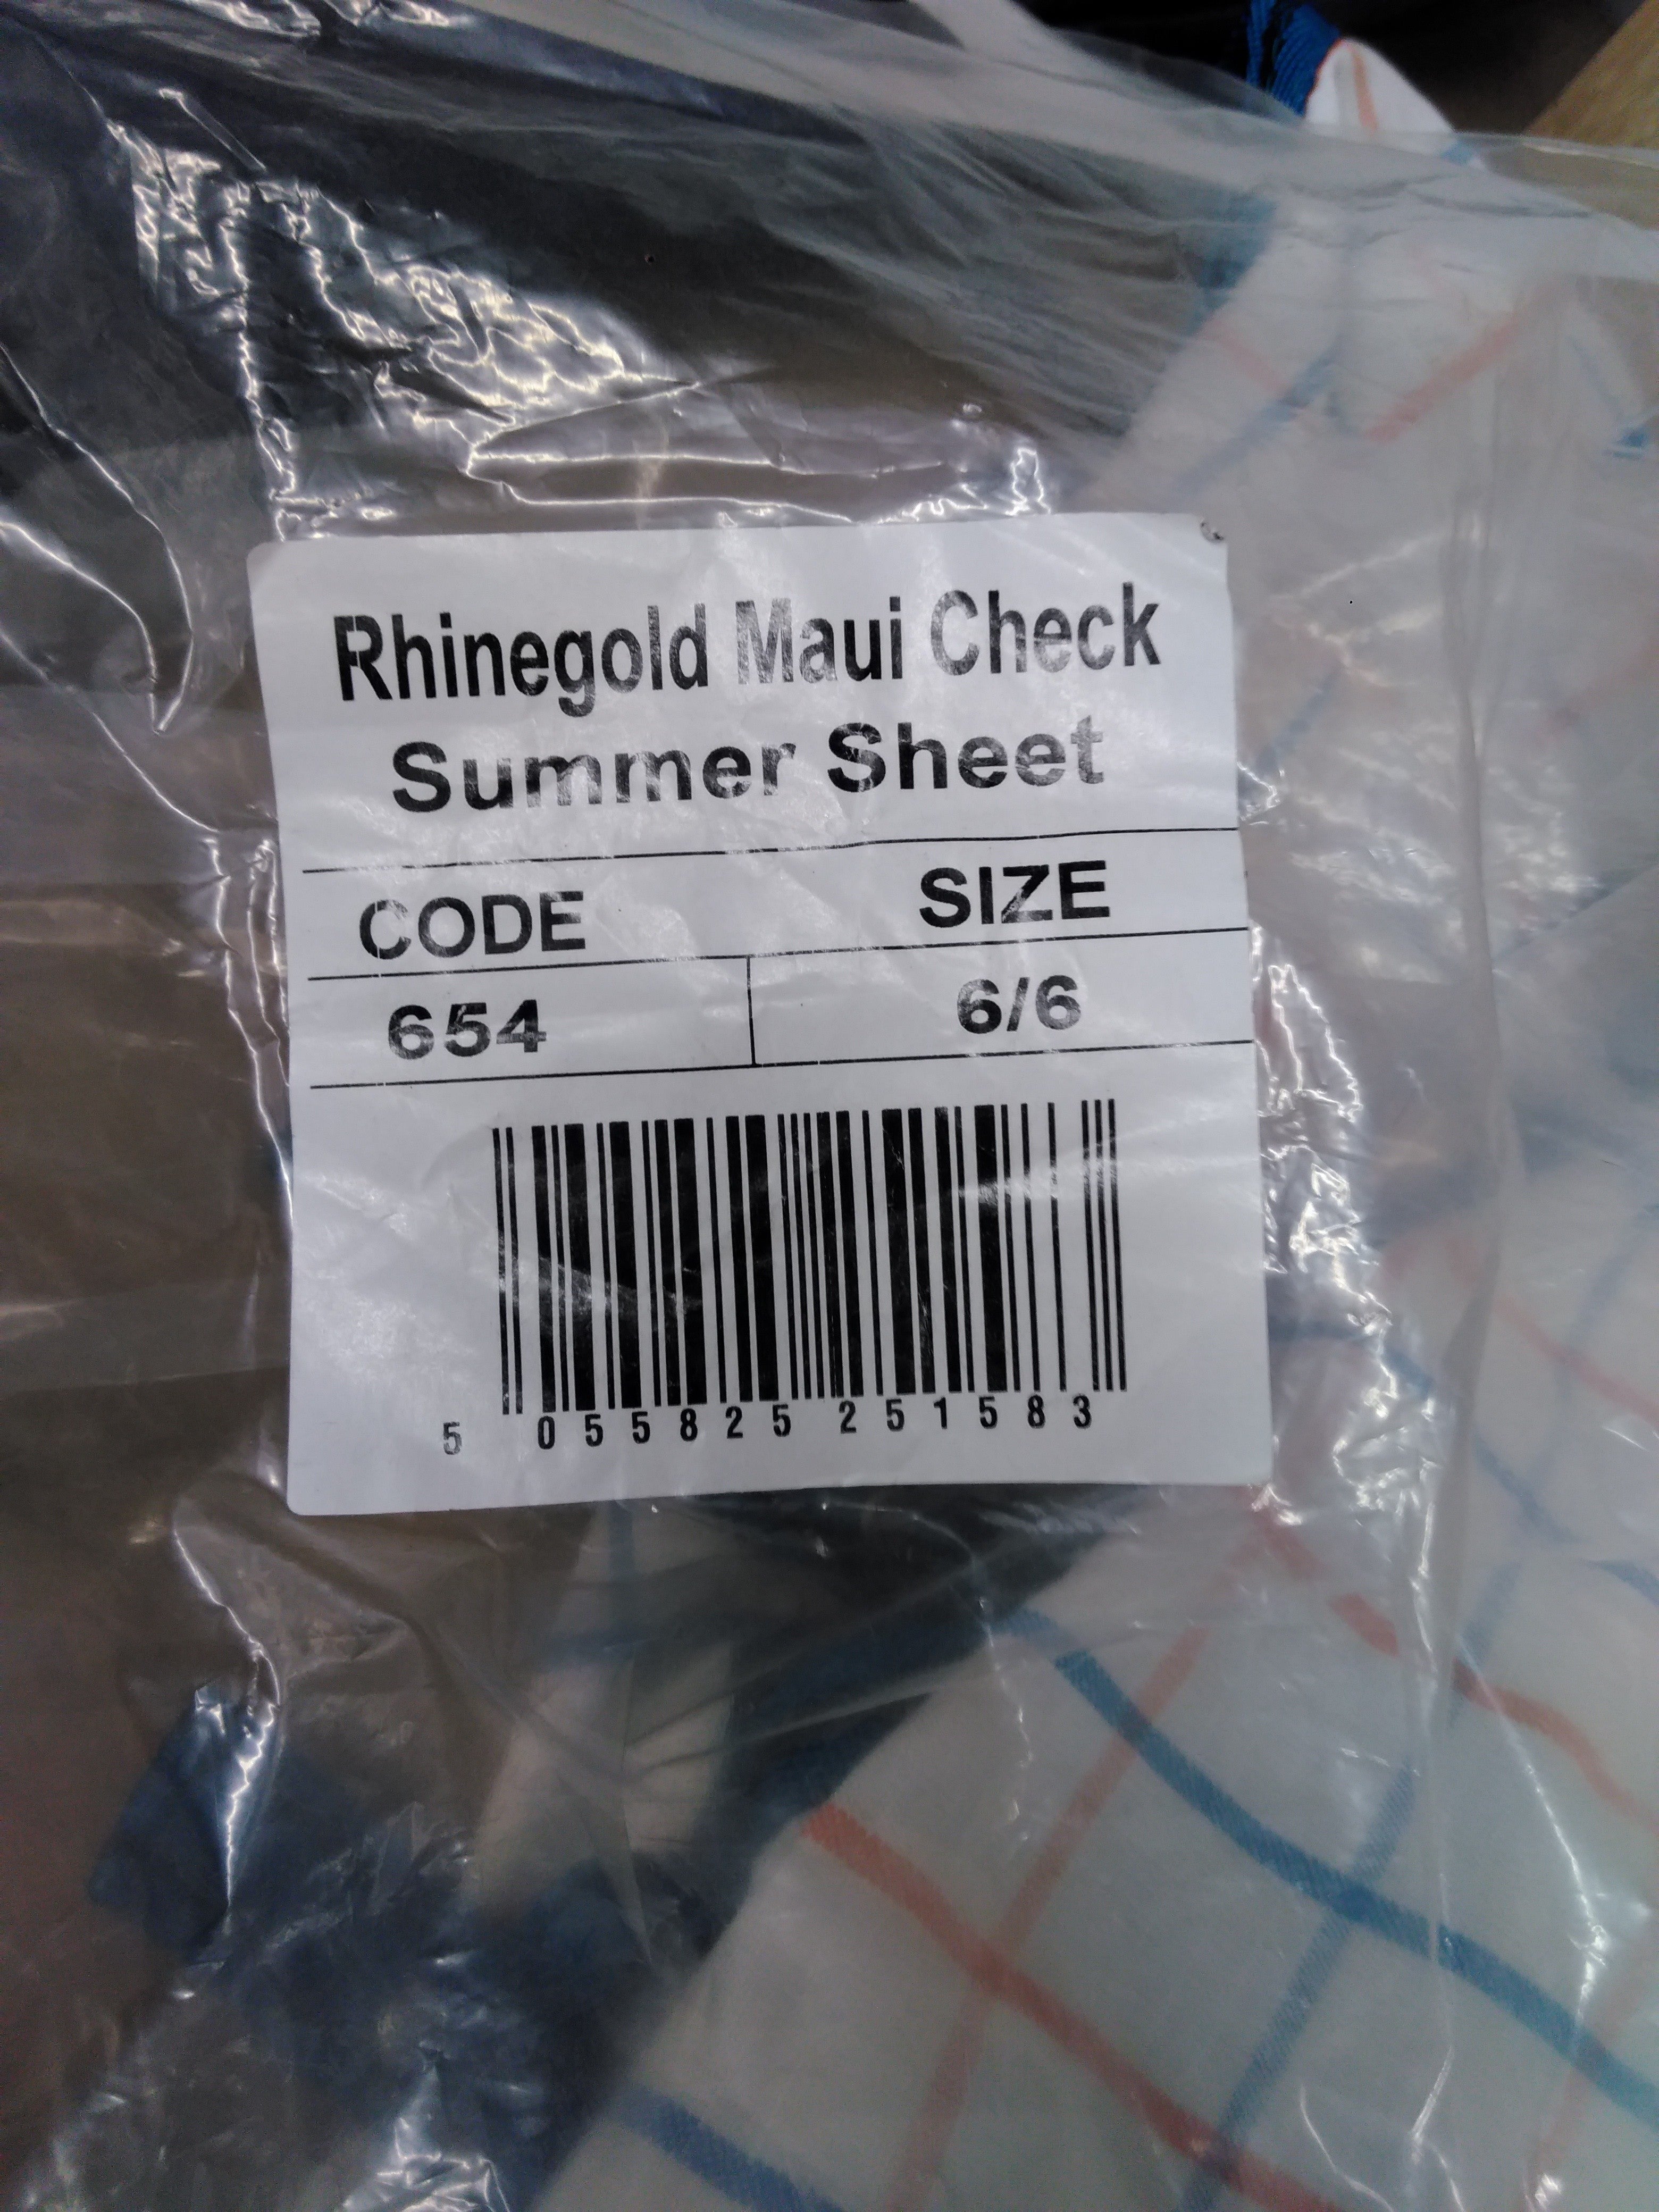 Rhinegold Maui Check
Summer Sheet
CODE SIZE
654 6/6
5 055825 251583